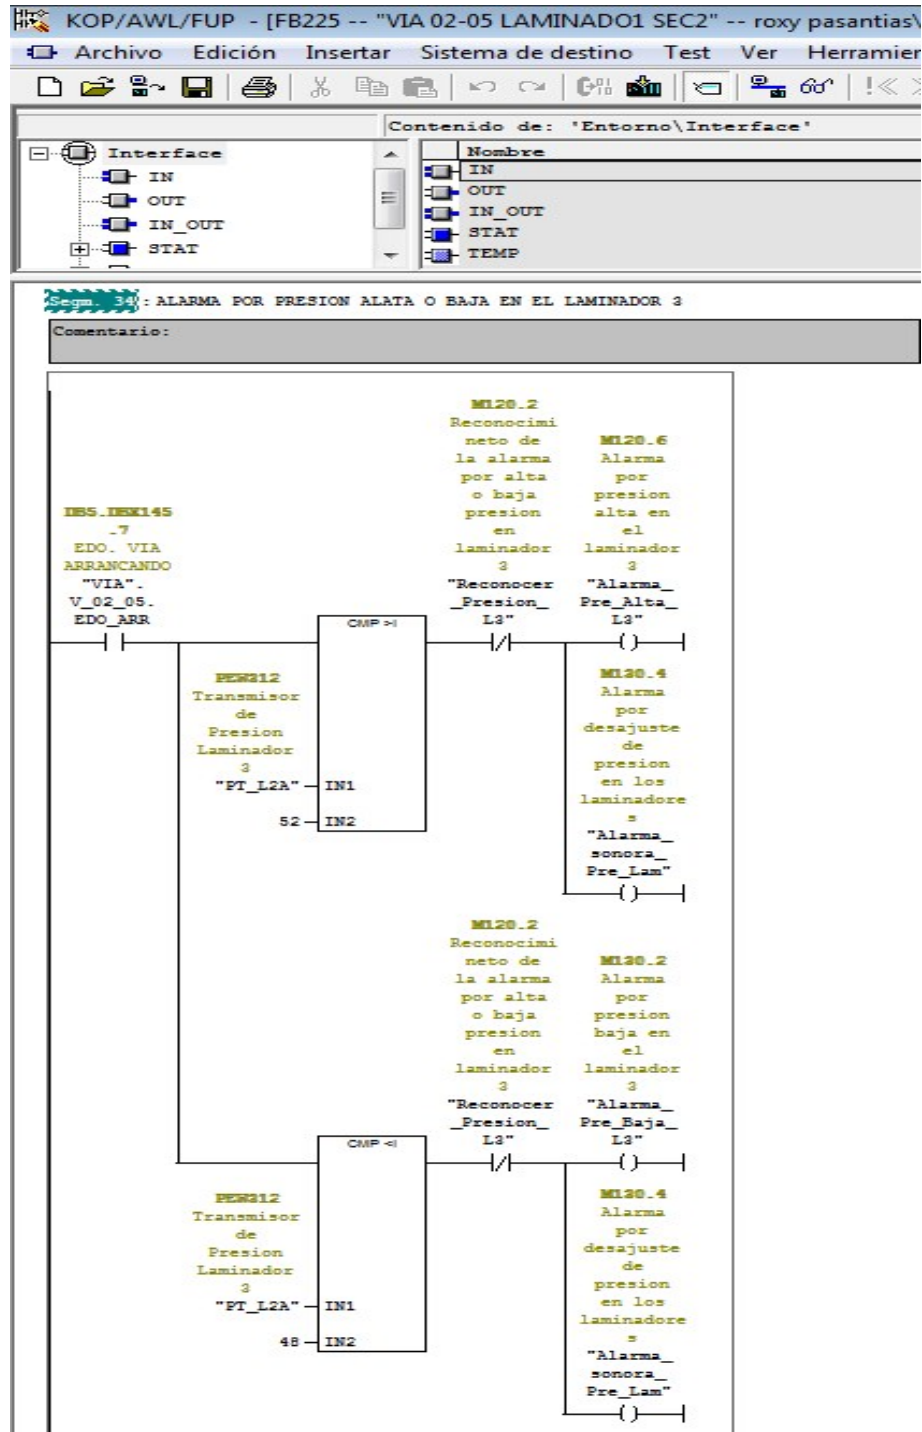 KOP/AWL/FUP - [FB225 -- "VIA 02-05 LAMINADO1 SEC2" -- roxy pasantias\
Archivo Edición Insertar Sistema de destino Test Ver Herramien
Contenido de: 'Entorno\Interface'
Interface
IN
OUT
IN_OUT
STAT
Nombre
IN
OUT
IN_OUT
STAT
TEMP
Segm. 34: ALARMA POR PRESION ALATA O BAJA EN EL LAMINADOR 3
Comentario:
DB5.DBX145
.7
EDO. VIA
ARRANCANDO
"VIA".
V_02_05.
EDO_ARR
PEW312
Transmisor
de
Presion
Laminador
3
"PT_L2A"
52
CMP >I
IN1
IN2
M120.2
Reconocimi
neto de
la alarma
por alta
o baja
presion
en
laminador
3
"Reconocer
_Presion_
L3"
M120.6
Alarma
por
presion
alta en
el
laminador
3
"Alarma_
Pre_Alta_
L3"
M130.4
Alarma
por
desajuste
de
presion
en los
laminadore
s
"Alarma_
sonora_
Pre_Lam"
PEW312
Transmisor
de
Presion
Laminador
3
"PT_L2A"
48
CMP <I
IN1
IN2
M120.2
Reconocimi
neto de
la alarma
por alta
o baja
presion
en
laminador
3
"Reconocer
_Presion_
L3"
M130.2
Alarma
por
presion
baja en
el
laminador
3
"Alarma_
Pre_Baja_
L3"
M130.4
Alarma
por
desajuste
de
presion
en los
laminadore
s
"Alarma_
sonora_
Pre_Lam"